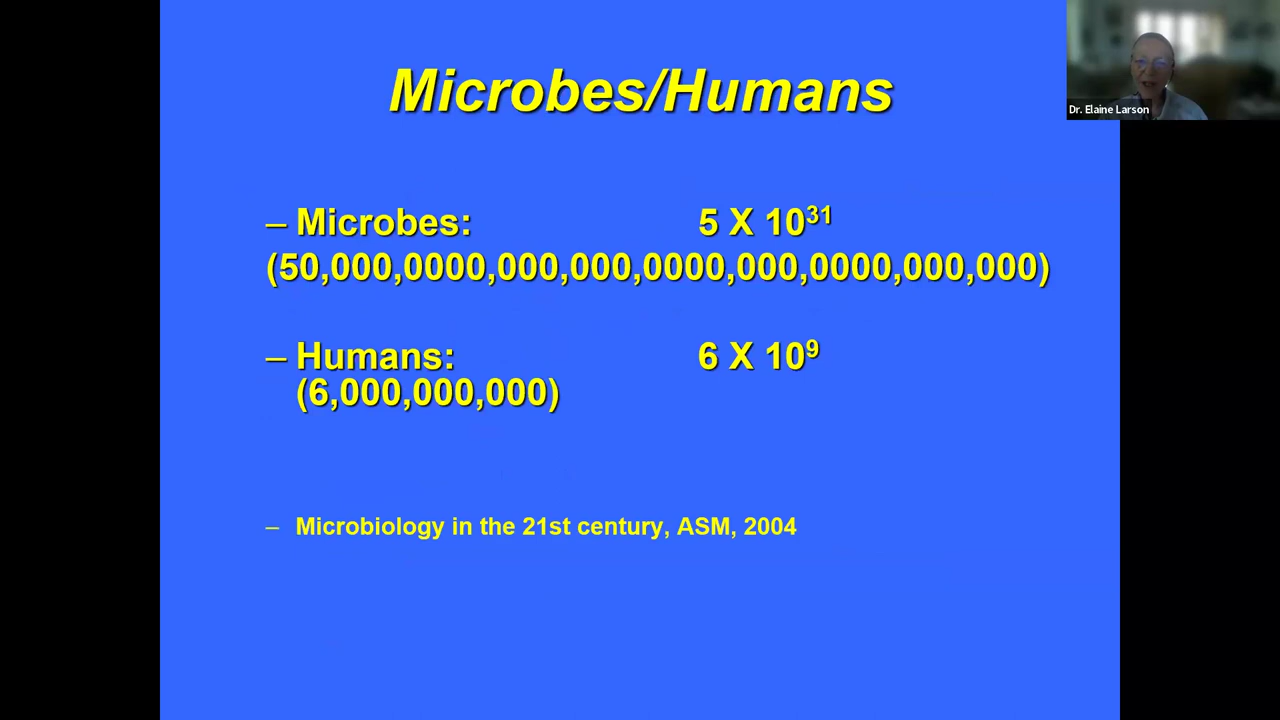 Microbes/Humans
Dr. Elaine Larson
– Microbes: 5 X 10³¹
(50,000,0000,000,000,0000,000,0000,000,000)
– Humans: 6 X 10⁹
(6,000,000,000)
– Microbiology in the 21st century, ASM, 2004